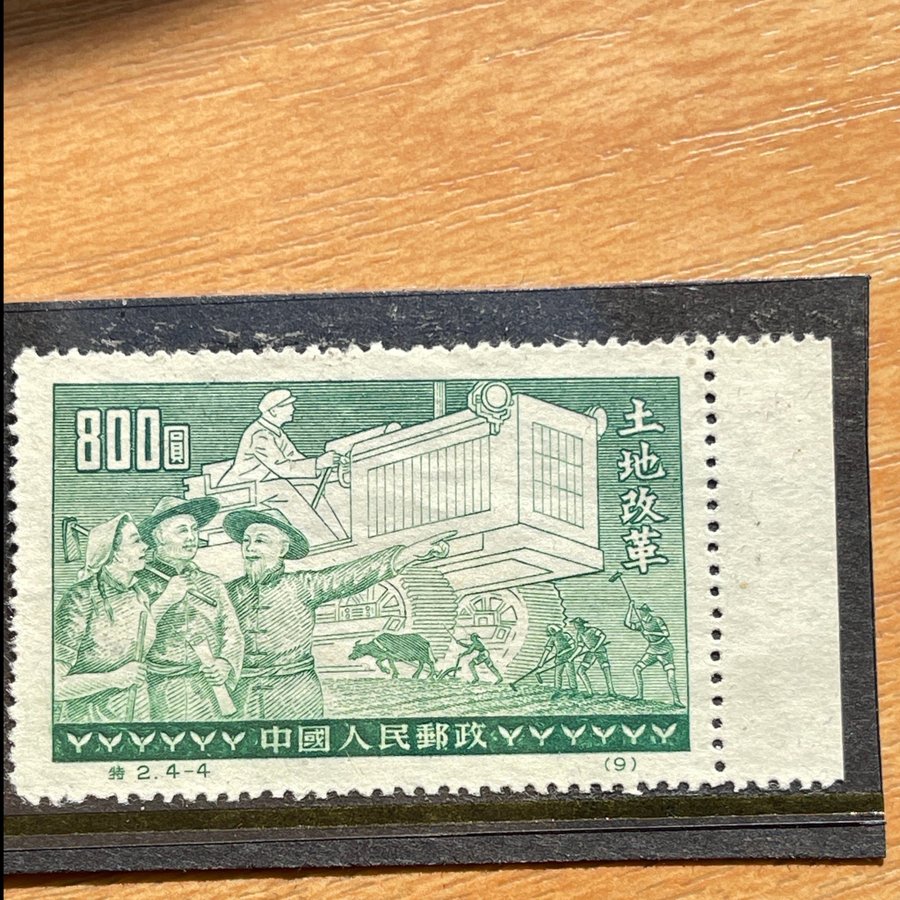 800圓
土地改革
中國人民郵政
特 2.4-4
(9)